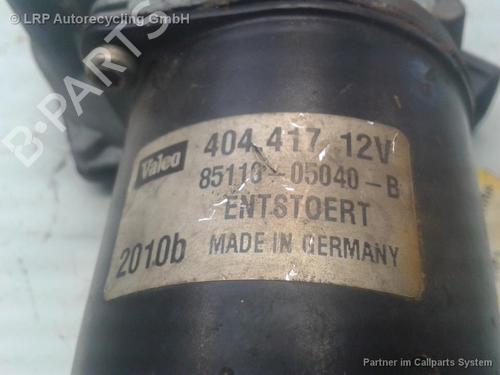 LRP Autorecycling GmbH
B-PARTS
Valeo
404.417 12V
85110-05040-B
ENTSTOERT
2010b MADE IN GERMANY
Partner im Callparts System